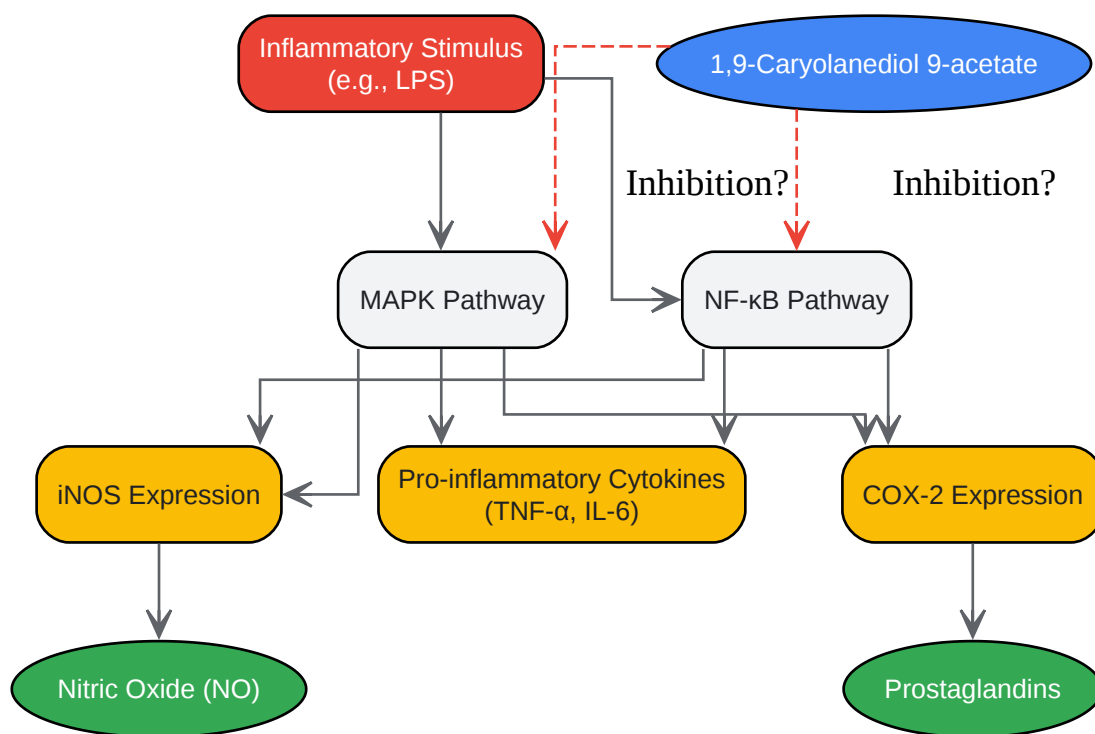 Inflammatory Stimulus
(e.g., LPS)
1,9-Caryolanediol 9-acetate
Inhibition?
Inhibition?
MAPK Pathway
NF-κB Pathway
iNOS Expression
Pro-inflammatory Cytokines
(TNF-α, IL-6)
COX-2 Expression
Nitric Oxide (NO)
Prostaglandins